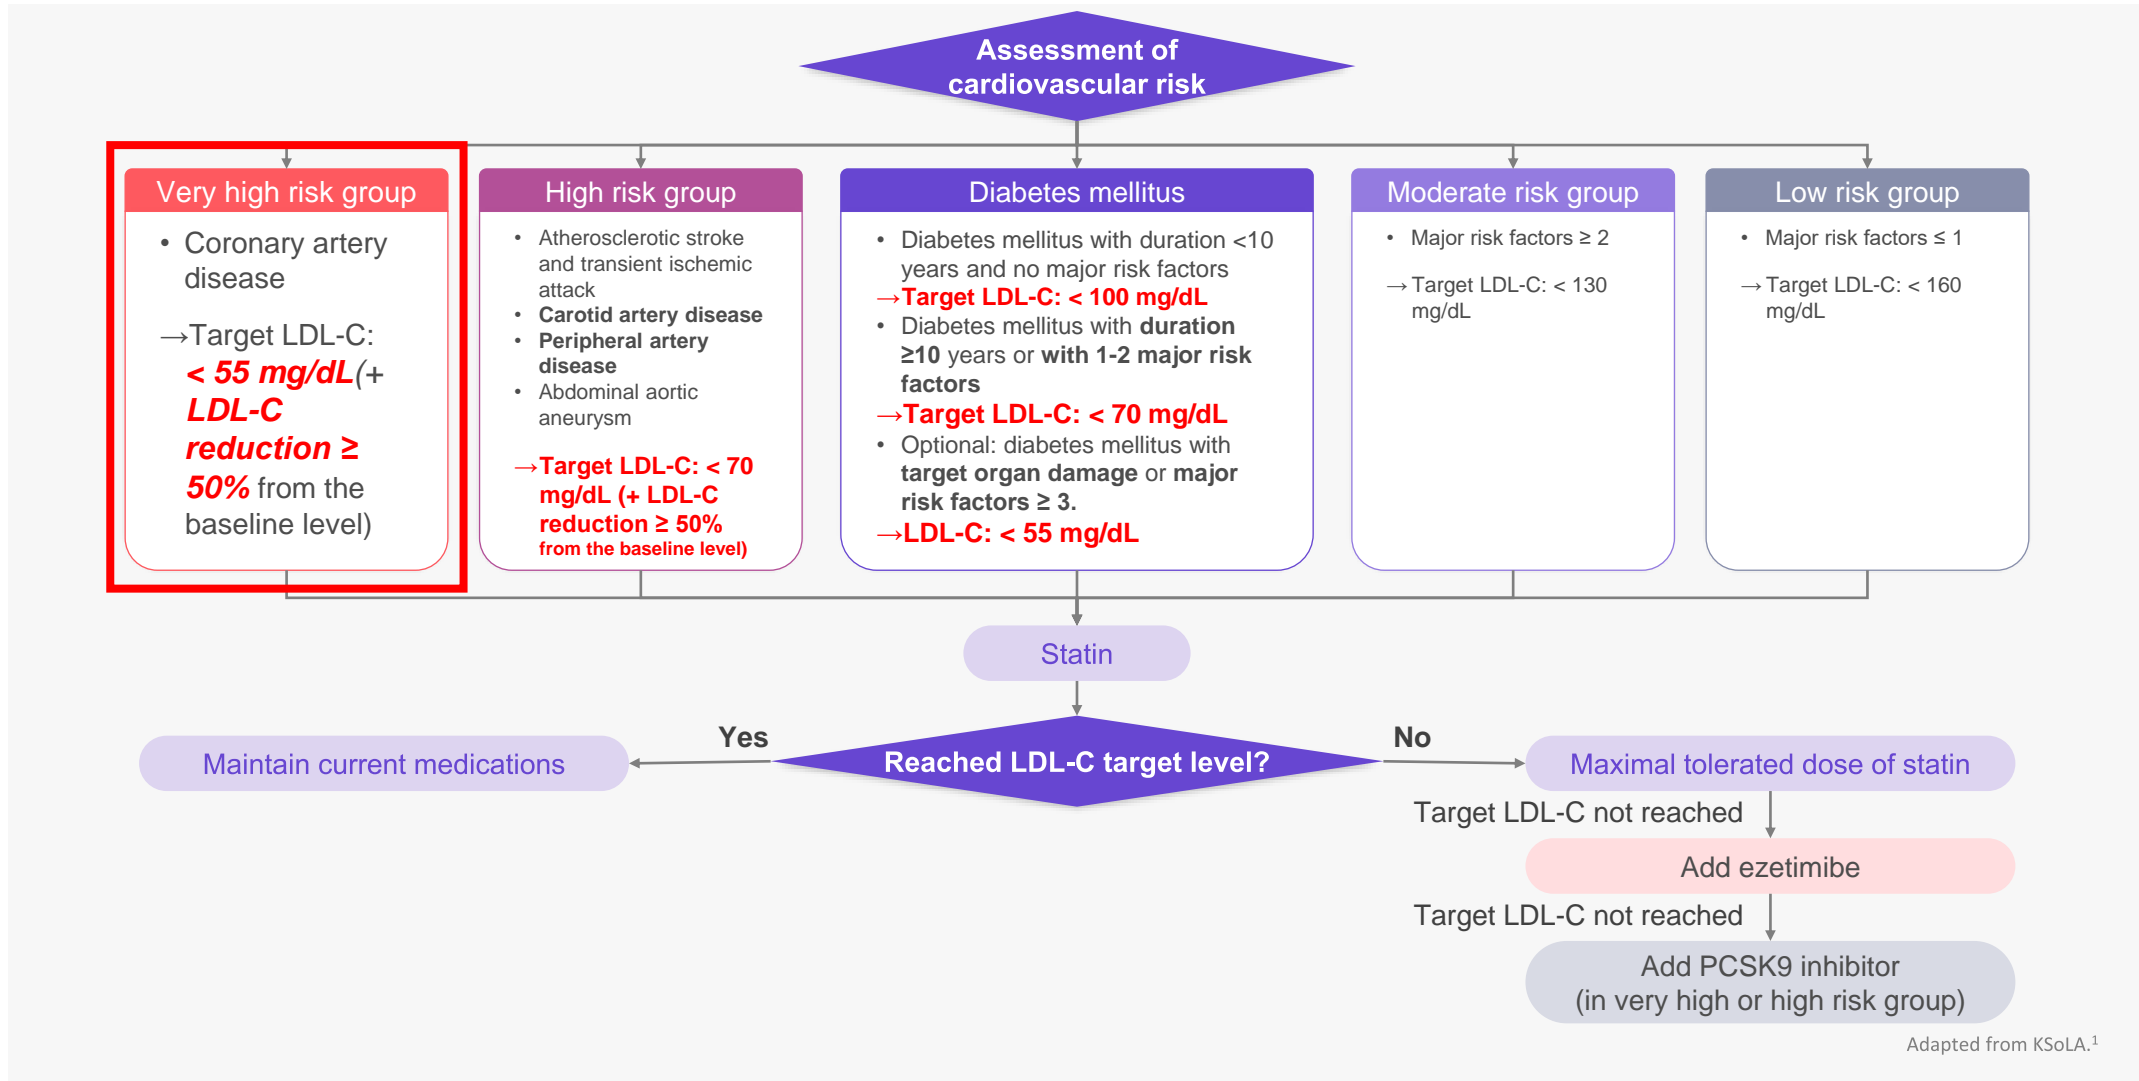 Assessment of
cardiovascular risk
Very high risk group
• Coronary artery
disease
→Target LDL-C:
< 55 mg/dL(+
LDL-C
reduction ≥
50% from the
baseline level)
High risk group
• Atherosclerotic stroke
and transient ischemic
attack
• Carotid artery disease
• Peripheral artery
disease
• Abdominal aortic
aneurysm
→Target LDL-C: < 70
mg/dL (+ LDL-C
reduction ≥ 50%
from the baseline level)
Diabetes mellitus
• Diabetes mellitus with duration <10
years and no major risk factors
→Target LDL-C: < 100 mg/dL
• Diabetes mellitus with duration
≥10 years or with 1-2 major risk
factors
→Target LDL-C: < 70 mg/dL
• Optional: diabetes mellitus with
target organ damage or major
risk factors ≥ 3.
→LDL-C: < 55 mg/dL
Moderate risk group
• Major risk factors ≥ 2
→ Target LDL-C: < 130
mg/dL
Low risk group
• Major risk factors ≤ 1
→ Target LDL-C: < 160
mg/dL
Statin
Reached LDL-C target level?
Yes
Maintain current medications
No
Maximal tolerated dose of statin
Target LDL-C not reached
Add ezetimibe
Target LDL-C not reached
Add PCSK9 inhibitor
(in very high or high risk group)
Adapted from KSoLA.¹